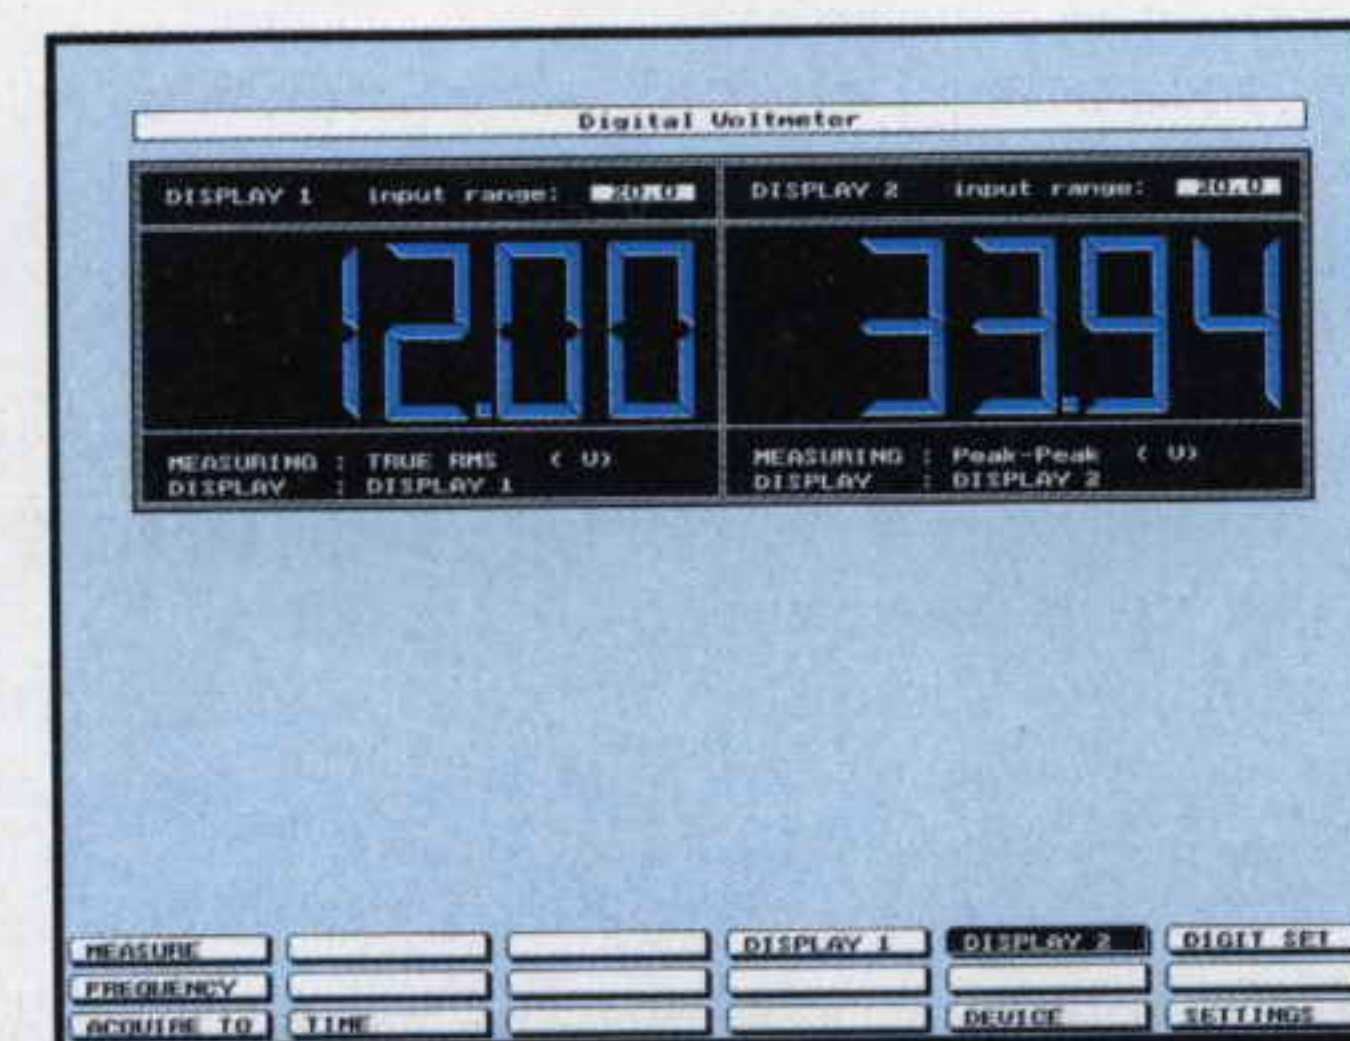 Digital Voltmeter
DISPLAY 1 input range: 20.0
DISPLAY 2 input range: 20.0
12.00
33.94
MEASURING : TRUE RMS ( V)
DISPLAY : DISPLAY 1
MEASURING : Peak-Peak ( V)
DISPLAY : DISPLAY 2
MEASURE DISPLAY 1 DISPLAY 2 DIGIT SET
FREQUENCY
ACQUIRE TO TIME DEVICE SETTINGS